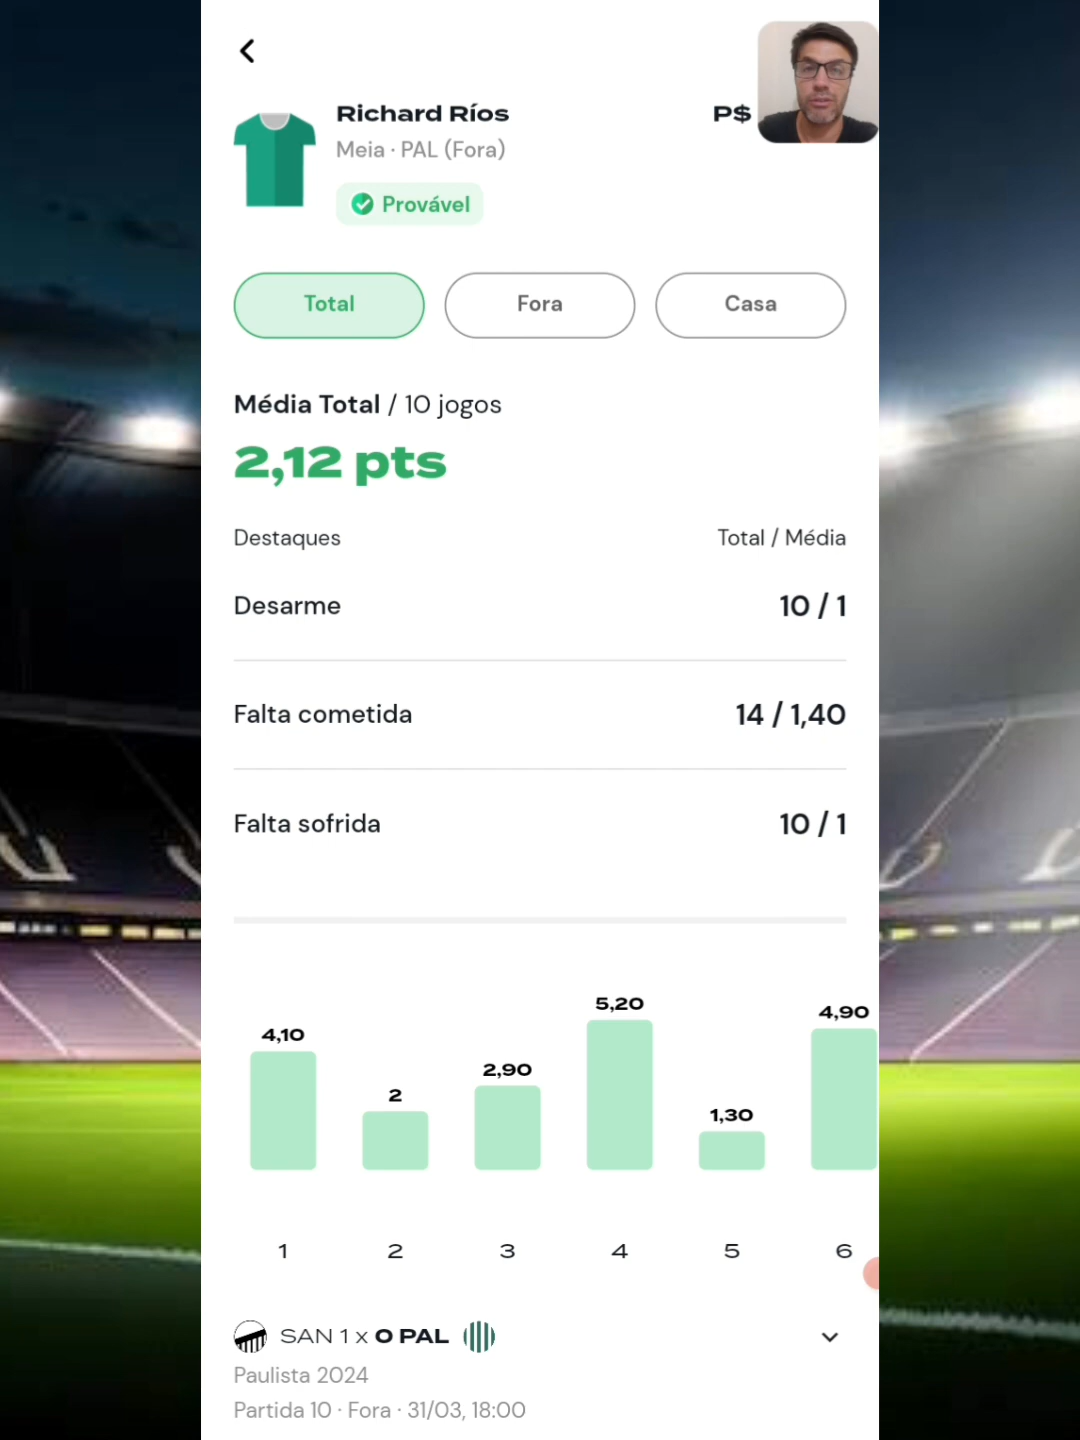 Richard Ríos
P$
Meia · PAL (Fora)
Provável
Total
Fora
Casa
Média Total / 10 jogos
2,12 pts
Destaques
Total / Média
Desarme
10 / 1
Falta cometida
14 / 1,40
Falta sofrida
10 / 1
4,10
2
2,90
5,20
1,30
4,90
1
2
3
4
5
6
SAN 1 x 0 PAL
Paulista 2024
Partida 10 · Fora · 31/03, 18:00